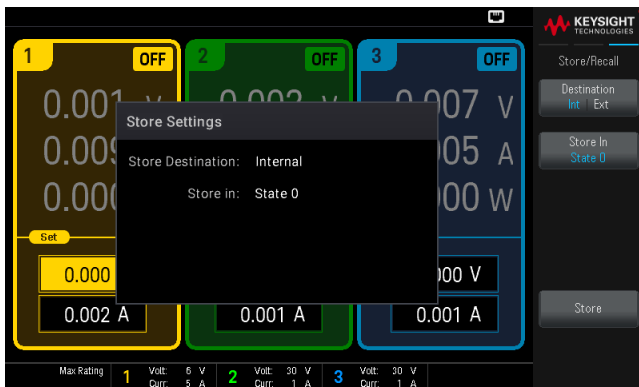 KEYSIGHT
TECHNOLOGIES
Store/Recall
Destination
Int Ext
Store In
State 0
Store
1 OFF 2 OFF 3 OFF
0.001 V 0.002 V 0.007 V
A
W
Store Settings
Store Destination: Internal
Store in: State 0
Set
0.000 V
0.002 A 0.001 A 0.001 A
Max Rating 1 Volt: 6 V 2 Volt: 30 V 3 Volt: 30 V
Curr: 5 A Curr: 1 A Curr: 1 A